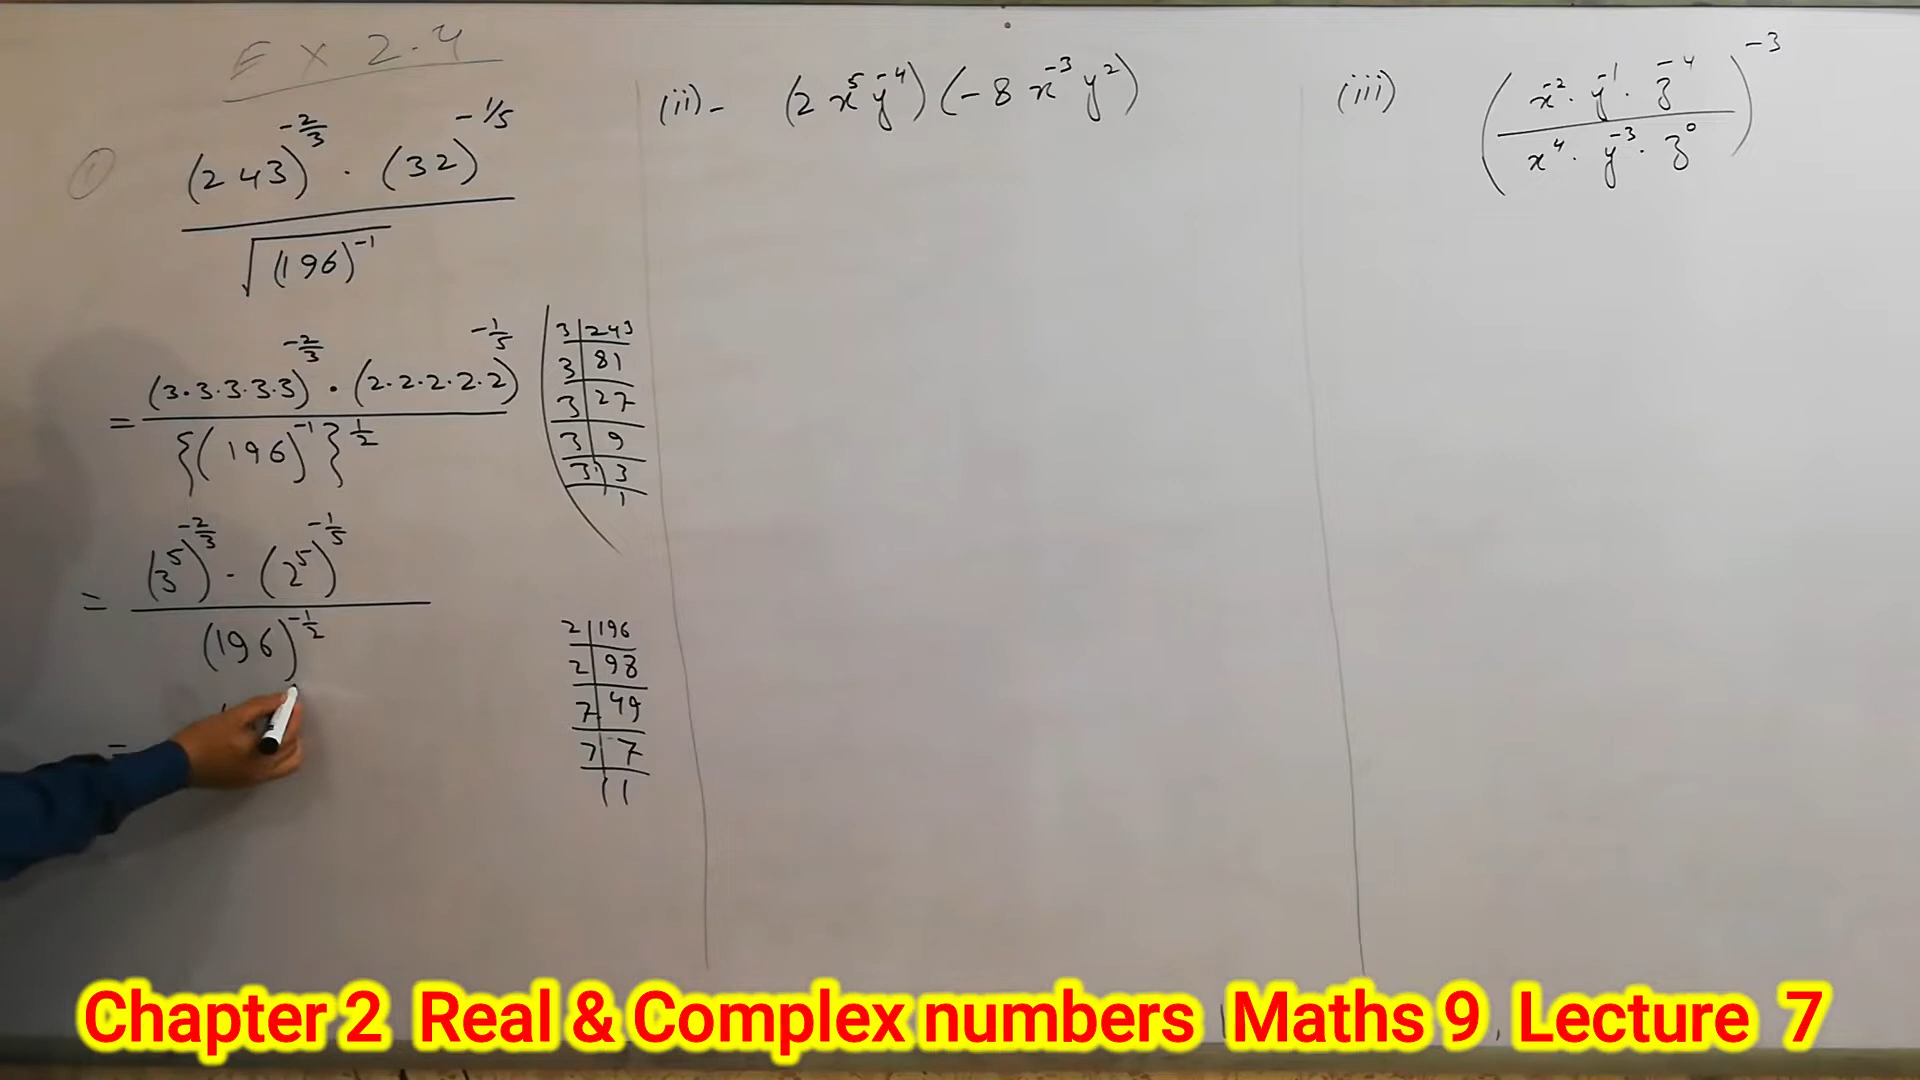 EX 2.4
① (243)^{-2/3} · (32)^{-1/5}
√(196)^{-1}
= (3·3·3·3·3)^{-2/3} · (2·2·2·2·2)^{-1/5}
{(196)^{-1}}^{1/2}
= (3^5)^{-2/3} · (2^5)^{-1/5}
(196)^{-1/2}
=
3 | 243
3 | 81
3 | 27
3 | 9
3 | 3
1
2 | 196
2 | 98
7 | 49
7 | 7
| 1
(ii)- (2 x^5 y^{-4}) (-8 x^{-3} y^2)
(iii) (x^{-2} · y^{-1} · z^{-4}
x^4 · y^{-3} · z^0)^{-3}
Chapter 2 Real & Complex numbers Maths 9 Lecture 7